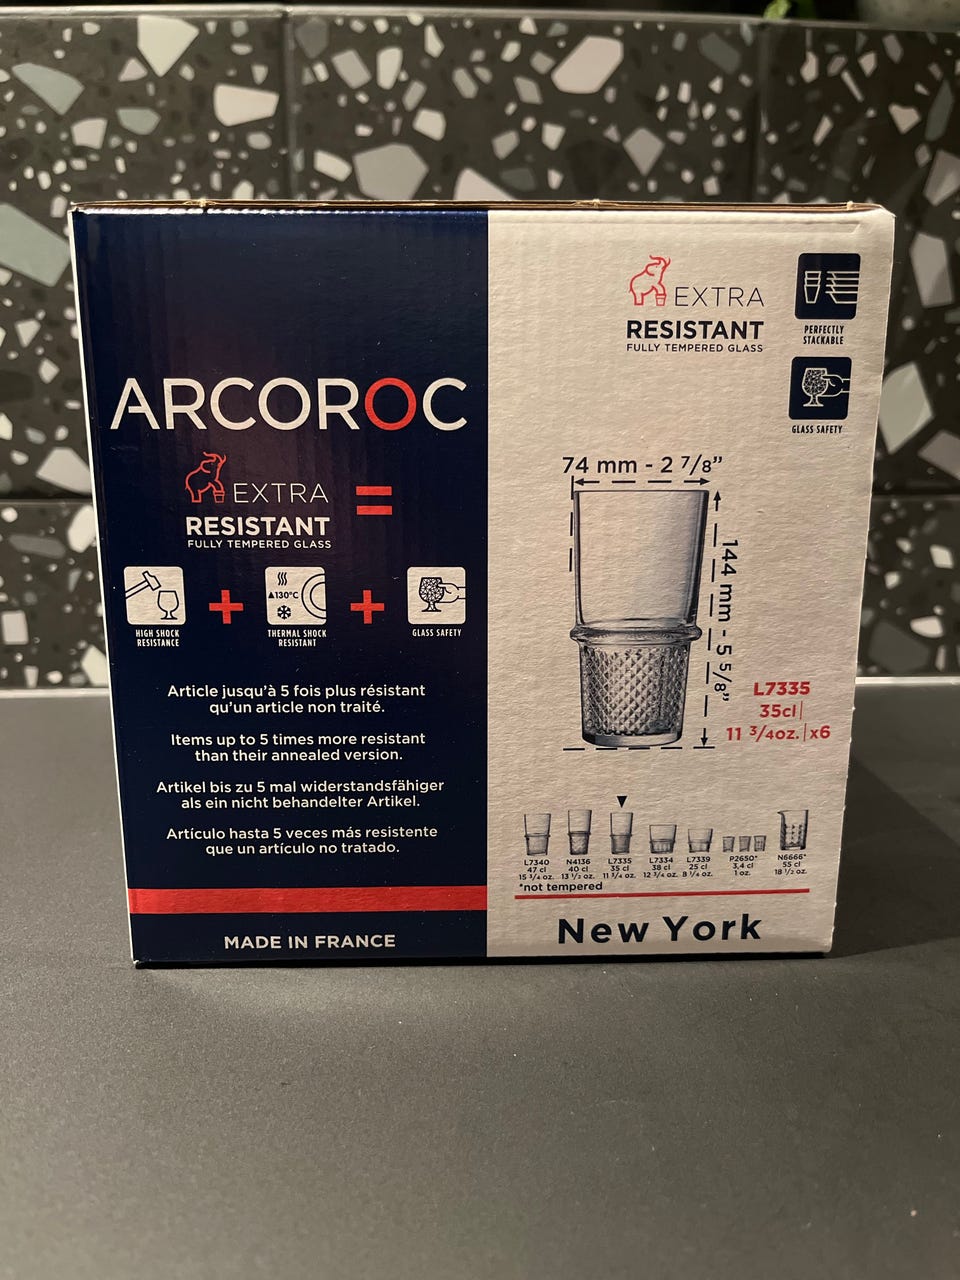 ARCOROC
EXTRA
RESISTANT
FULLY TEMPERED GLASS
=
HIGH SHOCK
RESISTANCE
+
▲130°C
THERMAL SHOCK
RESISTANT
+
GLASS SAFETY
Article jusqu'à 5 fois plus résistant
qu'un article non traité.
Items up to 5 times more resistant
than their annealed version.
Artikel bis zu 5 mal widerstandsfähiger
als ein nicht behandelter Artikel.
Artículo hasta 5 veces más resistente
que un artículo no tratado.
MADE IN FRANCE
EXTRA
RESISTANT
FULLY TEMPERED GLASS
PERFECTLY
STACKABLE
GLASS SAFETY
74 mm - 2 7/8”
144 mm - 5 5/8”
L7335
35cl|
11 3/4oz.|x6
L7340
47 cl
15 3/4 oz.
N4136
40 cl
13 1/2 oz.
L7335
35 cl
11 3/4 oz.
L7334
38 cl
12 3/4 oz.
L7339
25 cl
8 1/4 oz.
P2650*
3,4 cl
1 oz.
N6666*
55 cl
18 1/2 oz.
*not tempered
New York